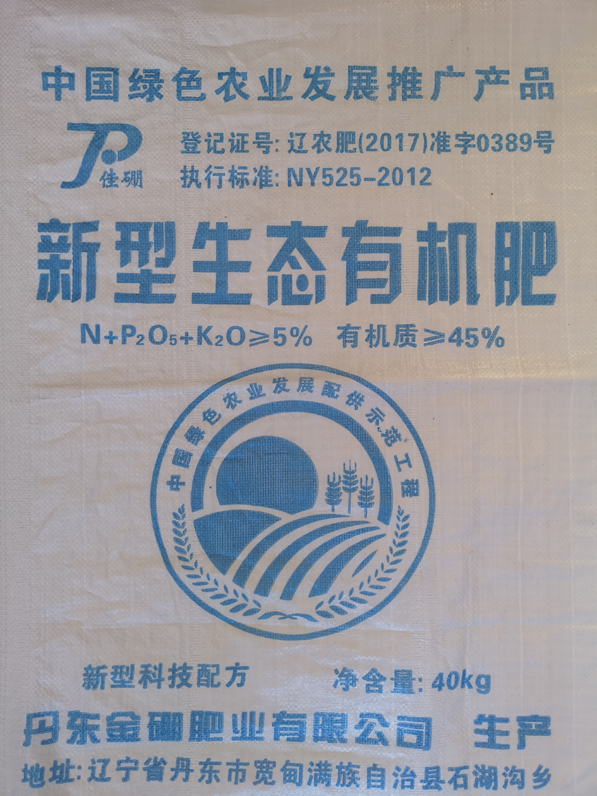 中国绿色农业发展推广产品
佳硼
登记证号: 辽农肥(2017)准字0389号
执行标准: NY525-2012
新型生态有机肥
N+P₂O₅+K₂O≥5% 有机质≥45%
中国绿色农业发展配供示范工程
新型科技配方 净含量: 40kg
丹东金硼肥业有限公司 生产
地址: 辽宁省丹东市宽甸满族自治县石湖沟乡